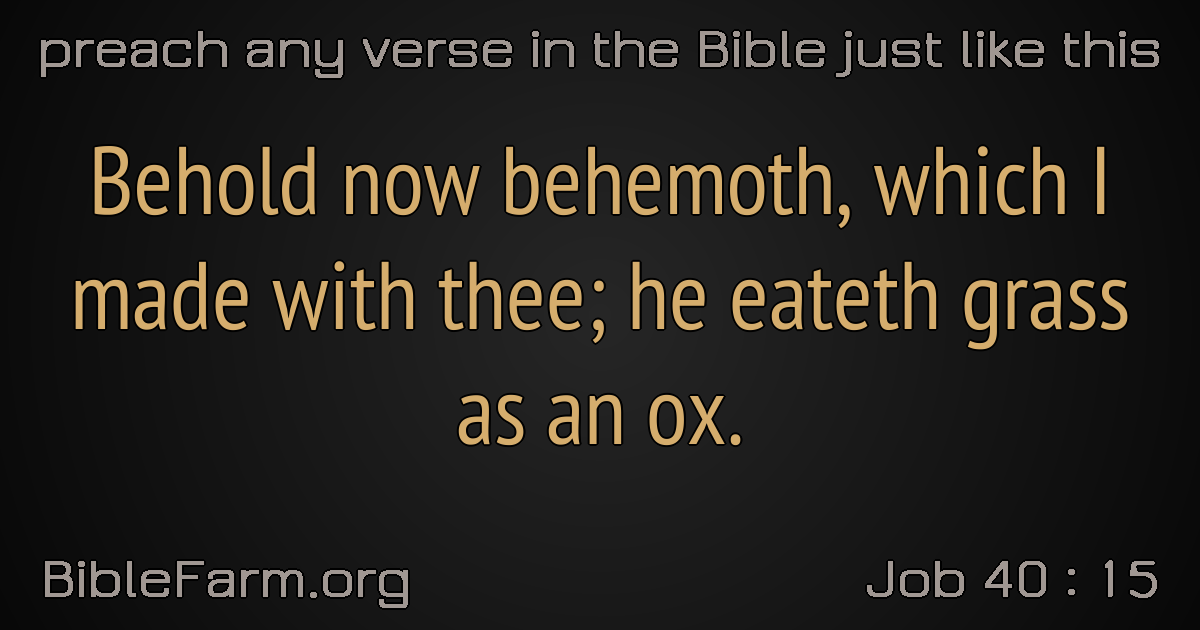 preach any verse in the Bible just like this
Behold now behemoth, which I
made with thee; he eateth grass
as an ox.
BibleFarm.org
Job 40 : 15